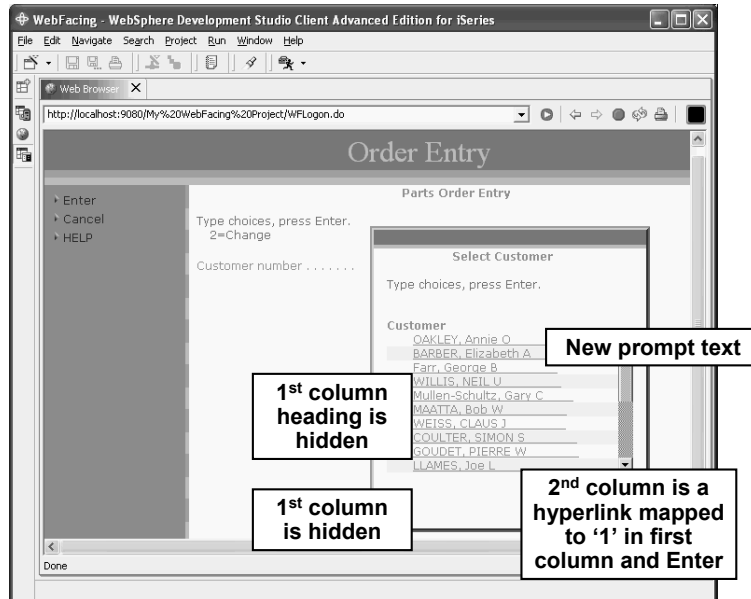 WebFacing - WebSphere Development Studio Client Advanced Edition for iSeries
File Edit Navigate Search Project Run Window Help
Web Browser X
http://localhost:9080/My%20WebFacing%20Project/WFLogon.do
Order Entry
Enter
Cancel
HELP
Parts Order Entry
Type choices, press Enter.
2=Change
Customer number . . . . . . .
Select Customer
Type choices, press Enter.
Customer
OAKLEY, Annie O
BARBER, Elizabeth A
Farr, George B
WILLIS, NEIL U
Mullen-Schultz, Gary C
MAATTA, Bob W
WEISS, CLAUS J
COULTER, SIMON S
GOUDET, PIERRE W
LLAMES, Joe L
New prompt text
1st column
heading is
hidden
1st column
is hidden
2nd column is a
hyperlink mapped
to ‘1’ in first
column and Enter
Done